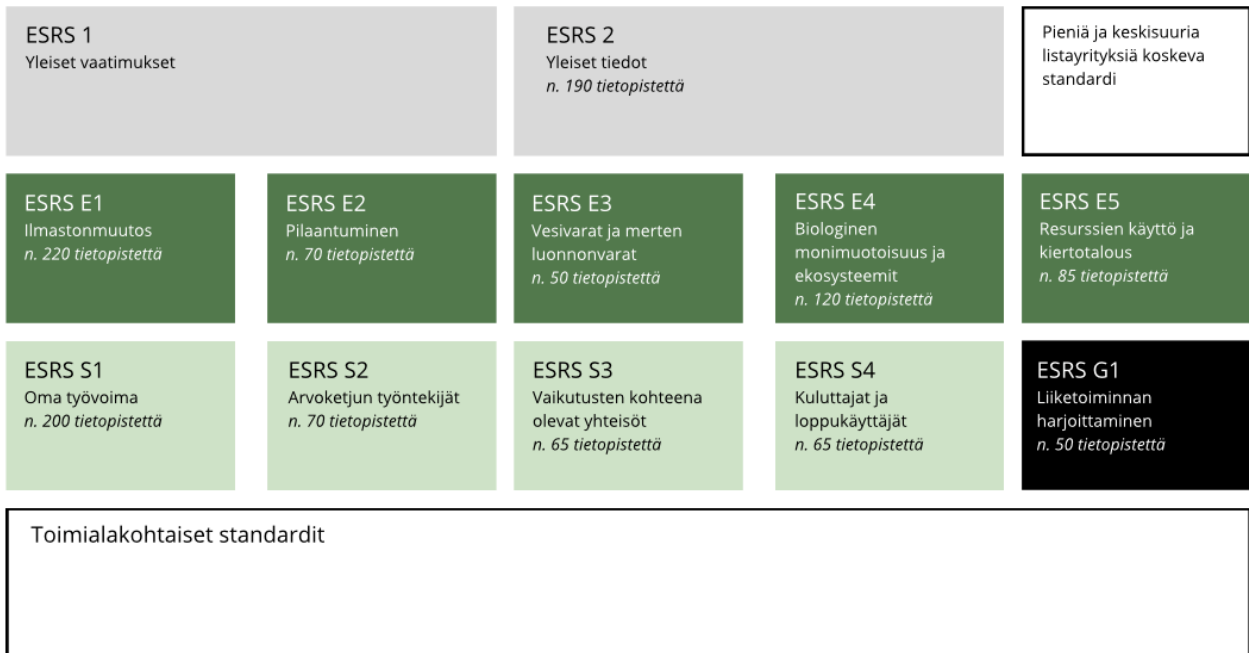 ESRS 1
Yleiset vaatimukset
ESRS 2
Yleiset tiedot
n. 190 tietopistettä
Pieniä ja keskisuuria
listayrityksiä koskeva
standardi
ESRS E1
Ilmastonmuutos
n. 220 tietopistettä
ESRS E2
Pilaantuminen
n. 70 tietopistettä
ESRS E3
Vesivarat ja merten
luonnonvarat
n. 50 tietopistettä
ESRS E4
Biologinen
monimuotoisuus ja
ekosysteemit
n. 120 tietopistettä
ESRS E5
Resurssien käyttö ja
kiertotalous
n. 85 tietopistettä
ESRS S1
Oma työvoima
n. 200 tietopistettä
ESRS S2
Arvoketjun työntekijät
n. 70 tietopistettä
ESRS S3
Vaikutusten kohteena
olevat yhteisöt
n. 65 tietopistettä
ESRS S4
Kuluttajat ja
loppukäyttäjät
n. 65 tietopistettä
ESRS G1
Liiketoiminnan
harjoittaminen
n. 50 tietopistettä
Toimialakohtaiset standardit